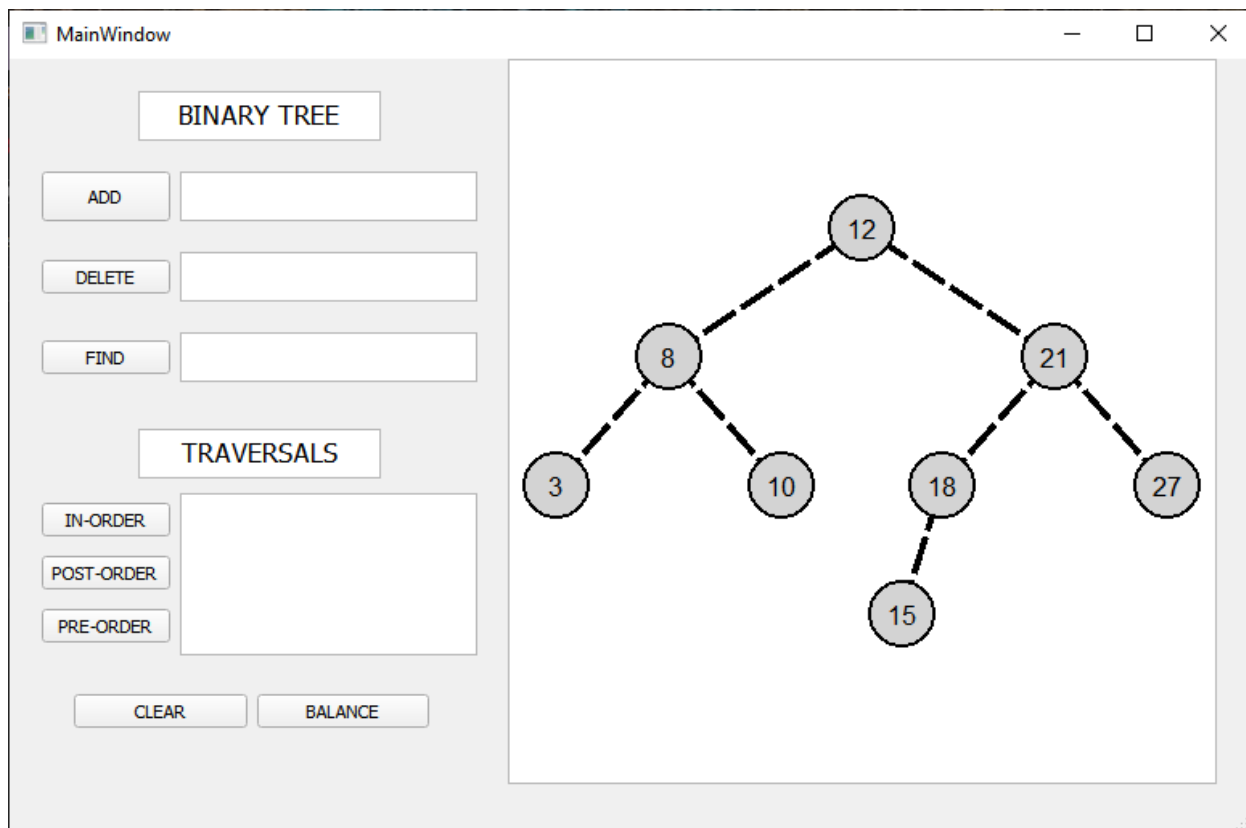 MainWindow
BINARY TREE
ADD
DELETE
FIND
TRAVERSALS
IN-ORDER
POST-ORDER
PRE-ORDER
CLEAR
BALANCE
12
8
21
3
10
18
27
15